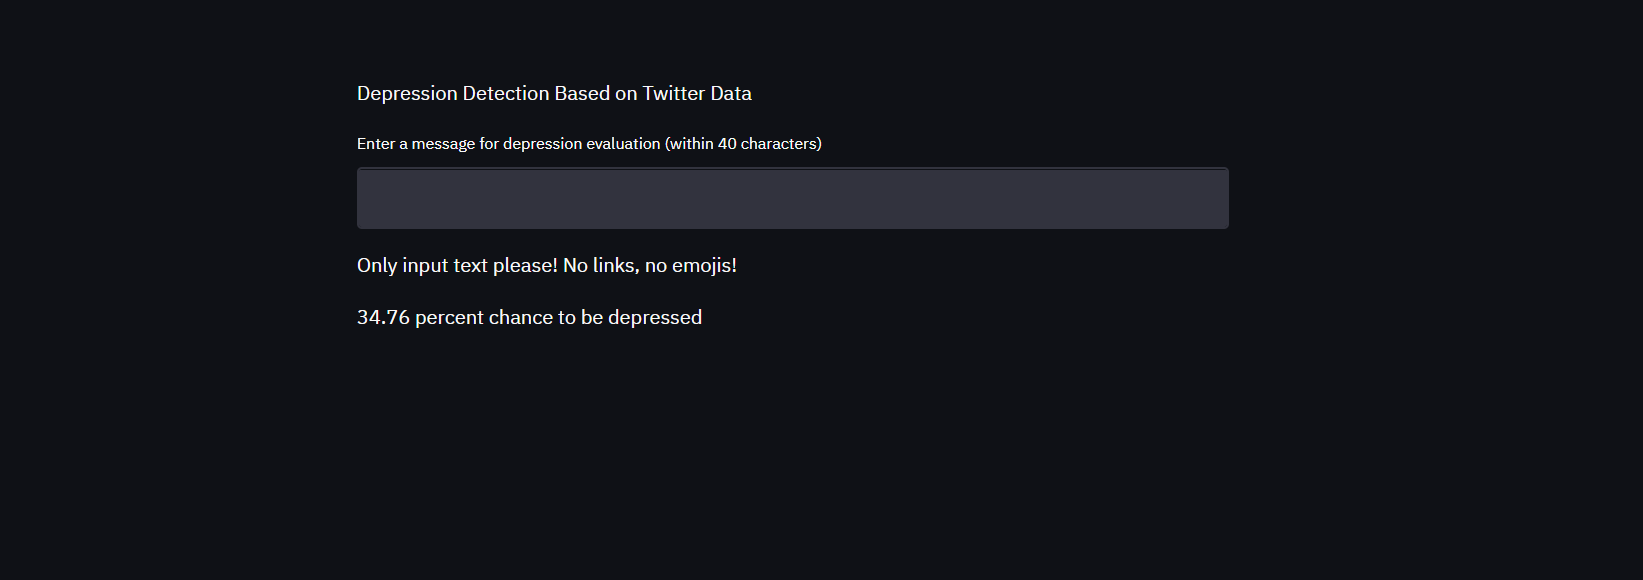 Depression Detection Based on Twitter Data
Enter a message for depression evaluation (within 40 characters)
Only input text please! No links, no emojis!
34.76 percent chance to be depressed